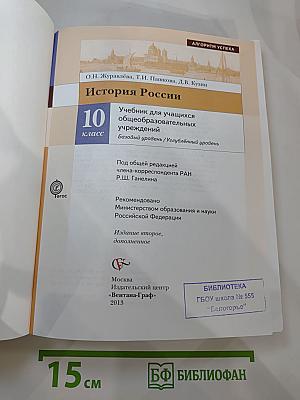 АЛГОРИТМ УСПЕХА
О.Н. Журавлёва, Т.И. Пашкова, Д.В. Кузин
История России
10
класс
Учебник для учащихся
общеобразовательных
учреждений
Базовый уровень / Углублённый уровень
Под общей редакцией
члена-корреспондента РАН
Р.Ш. Ганелина
ФГОС
Рекомендовано
Министерством образования и науки
Российской Федерации
Издание второе,
дополненное
Москва
Издательский центр
«Вентана-Граф»
2013
БИБЛИОТЕКА
ГБОУ школа № 555
"Белогорье"
15 см
БФ БИБЛИОФАН